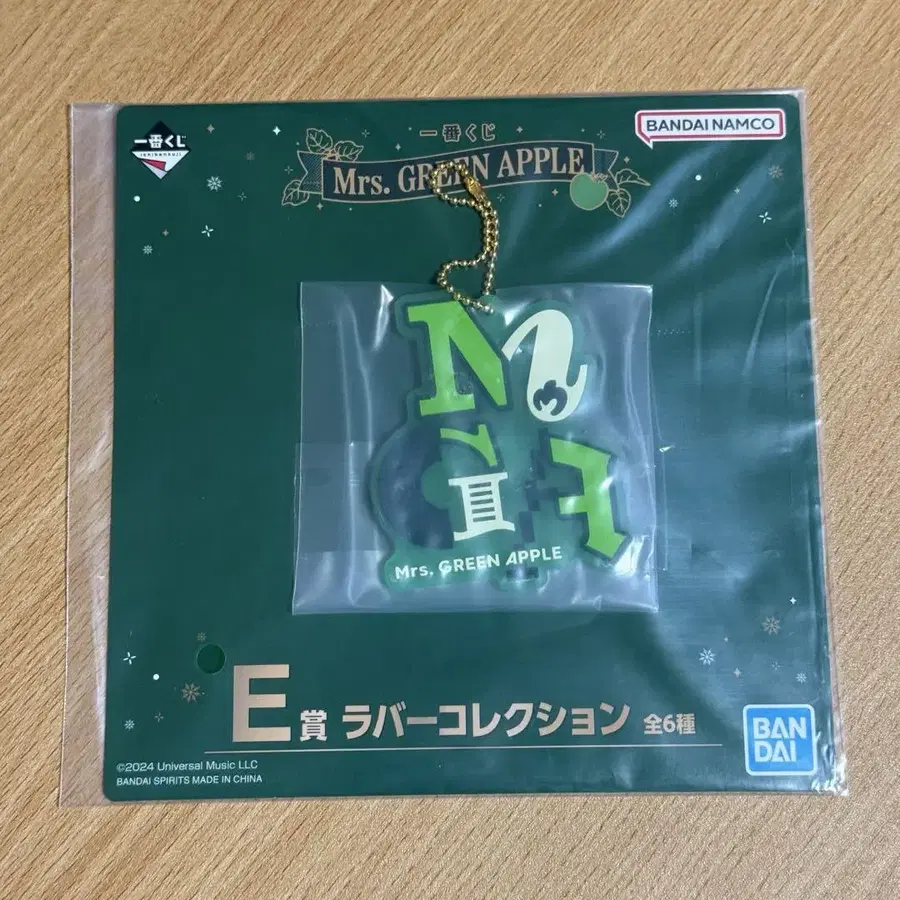 一番くじ
ichibankuji
一番くじ
Mrs. GREEN APPLE
BANDAI NAMCO
Mrs. GREEN APPLE
E賞 ラバーコレクション 全6種
©2024 Universal Music LLC
BANDAI SPIRITS MADE IN CHINA
BAN
DAI